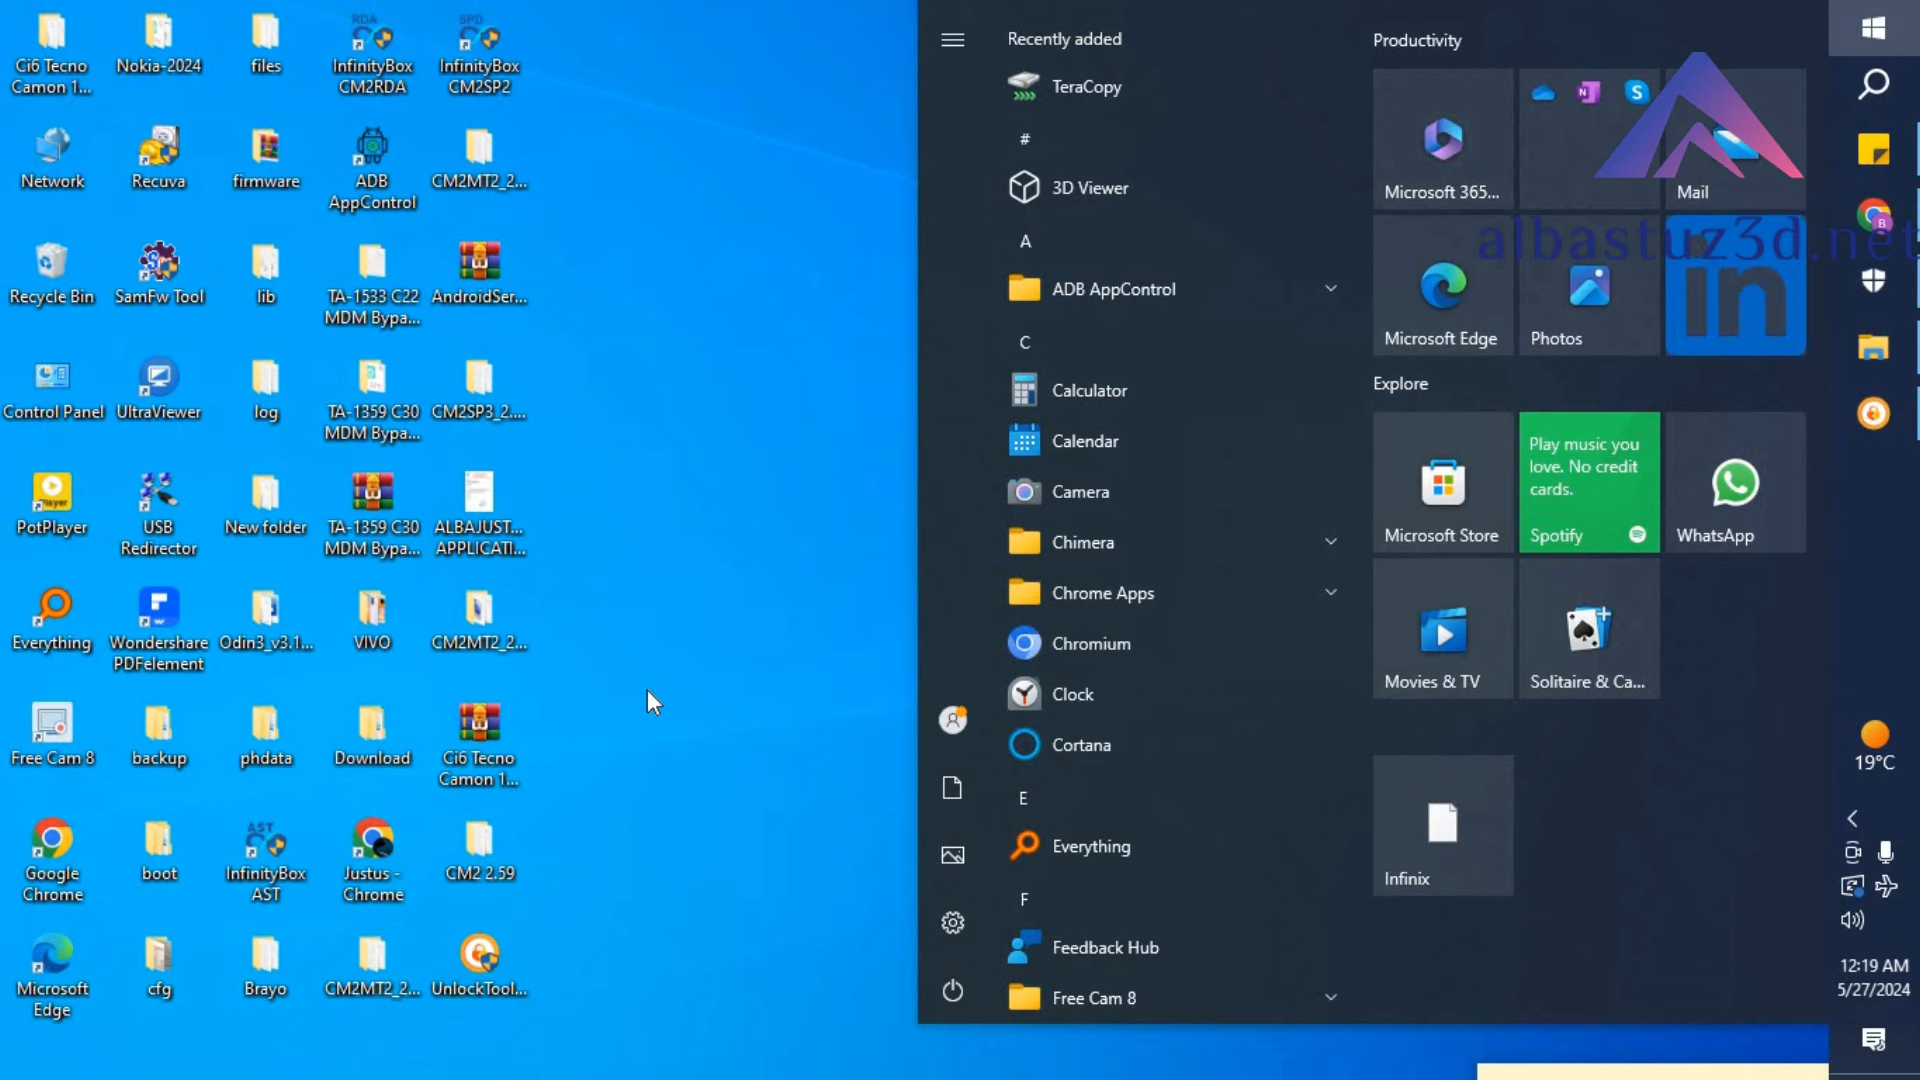 Ci6 Tecno
Camon 1...
Nokia-2024
files
RDA
InfinityBox
CM2RDA
SPD
InfinityBox
CM2SP2
Network
Recuva
firmware
ADB
AppControl
CM2MT2_2...
Recycle Bin
SamFw Tool
lib
TA-1533 C22
MDM Bypa...
AndroidSer...
Control Panel
UltraViewer
log
TA-1359 C30
MDM Bypa...
CM2SP3_2....
PotPlayer
USB
Redirector
New folder
TA-1359 C30
MDM Bypa...
ALBAJUST...
APPLICATI...
Everything
Wondershare
PDFelement
Odin3_v3.1...
VIVO
CM2MT2_2...
Free Cam 8
backup
phdata
Download
Ci6 Tecno
Camon 1...
Google
Chrome
boot
AST
InfinityBox
AST
Justus -
Chrome
CM2 2.59
Microsoft
Edge
cfg
Brayo
CM2MT2_2...
UnlockTool...
Recently added
TeraCopy
#
3D Viewer
A
ADB AppControl
C
Calculator
Calendar
Camera
Chimera
Chrome Apps
Chromium
Clock
Cortana
E
Everything
F
Feedback Hub
Free Cam 8
Productivity
Microsoft 365...
Mail
albastuz3d.net
Microsoft Edge
Photos
in
Explore
Microsoft Store
Play music you
love. No credit
cards.
Spotify
WhatsApp
Movies & TV
Solitaire & Ca...
Infinix
19°C
12:19 AM
5/27/2024